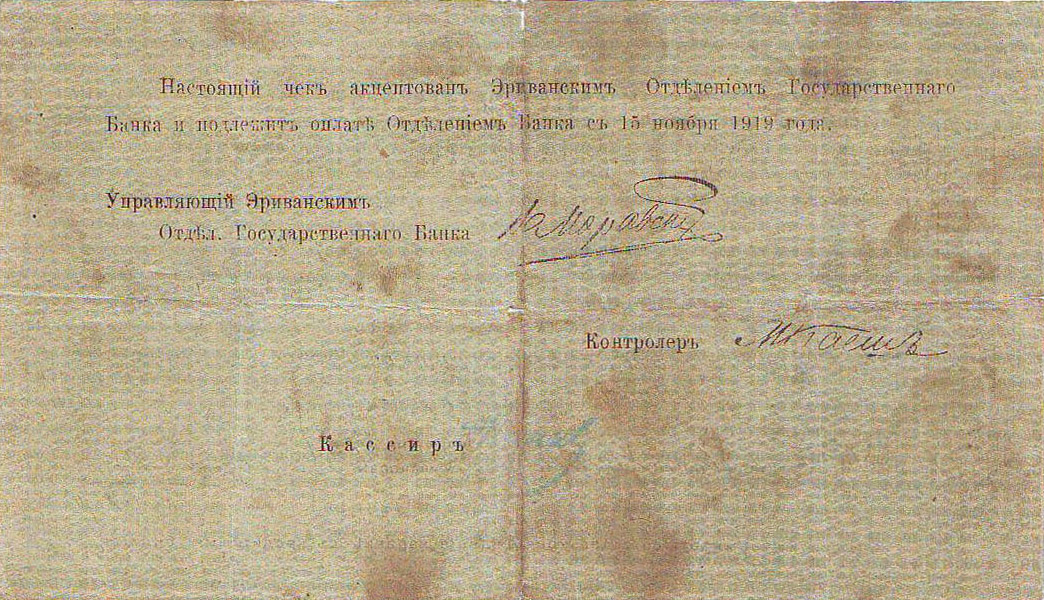 Настоящій чекъ акцептованъ Эриванскимъ Отдѣленіемъ Государственнаго
Банка и подлежитъ оплатѣ Отдѣленіемъ Банка съ 15 ноября 1919 года.
Управляющій Эриванскимъ
Отдѣл. Государственнаго Банка
Контролеръ
Кассиръ